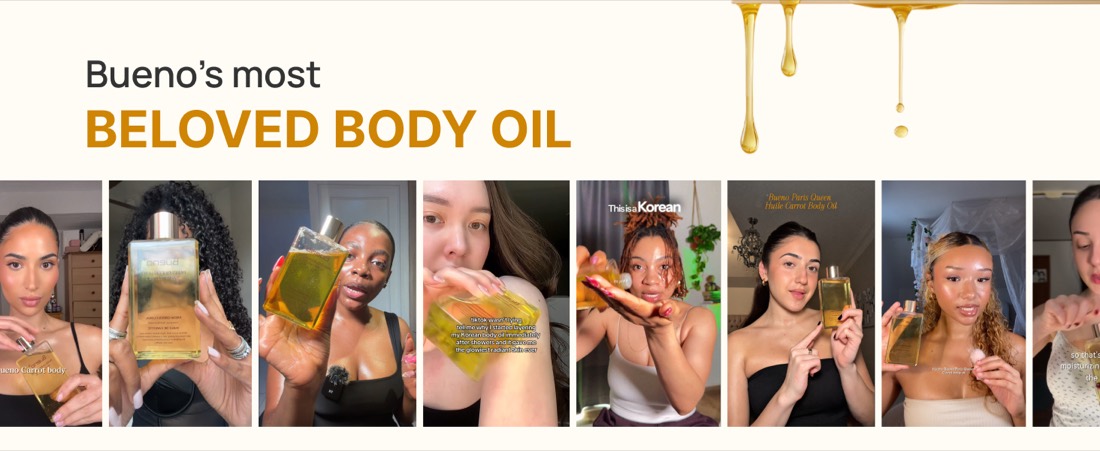 Bueno's most
BELOVED BODY OIL
ueno Carrot body
tiktok wasn't lying
tell me why I started layering
my Korean body oil immediately
after showers and it gave me
the glowiest radiant skin ever
This is a Korean
"Bueno Paris Queen
Huile Carrot Body Oil
so that's
moisturizin
the